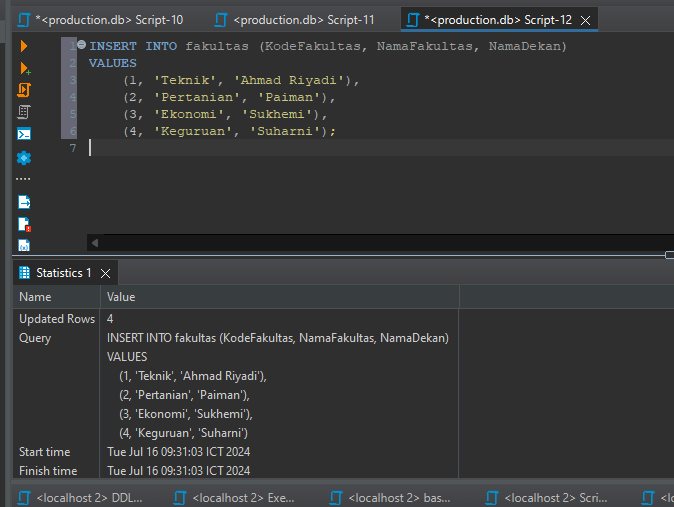 *<production.db> Script-10
<production.db> Script-11
*<production.db> Script-12
1 INSERT INTO fakultas (KodeFakultas, NamaFakultas, NamaDekan)
2 VALUES
3 (1, 'Teknik', 'Ahmad Riyadi'),
4 (2, 'Pertanian', 'Paiman'),
5 (3, 'Ekonomi', 'Sukhemi'),
6 (4, 'Keguruan', 'Suharni');
7
Statistics 1
Name Value
Updated Rows 4
Query INSERT INTO fakultas (KodeFakultas, NamaFakultas, NamaDekan)
VALUES
(1, 'Teknik', 'Ahmad Riyadi'),
(2, 'Pertanian', 'Paiman'),
(3, 'Ekonomi', 'Sukhemi'),
(4, 'Keguruan', 'Suharni')
Start time Tue Jul 16 09:31:03 ICT 2024
Finish time Tue Jul 16 09:31:03 ICT 2024
<localhost 2> DDL... <localhost 2> Exe... <localhost 2> bas... <localhost 2> Scri... <lo